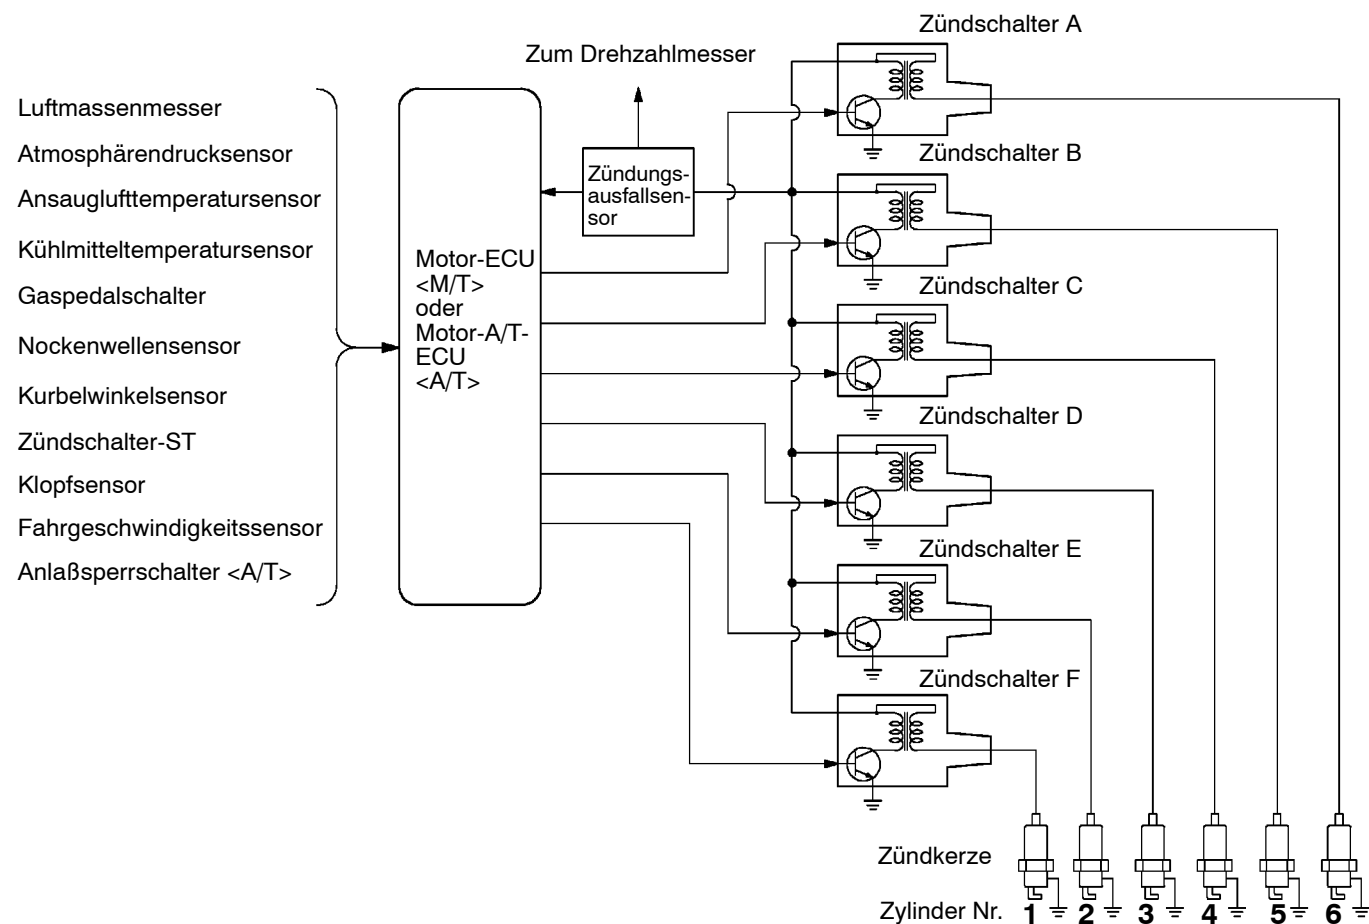 Zündschalter A
Zum Drehzahlmesser
Luftmassenmesser
Atmosphärendrucksensor
Ansauglufttemperatursensor
Kühlmitteltemperatursensor
Gaspedalschalter
Nockenwellensensor
Kurbelwinkelsensor
Zündschalter-ST
Klopfsensor
Fahrgeschwindigkeitssensor
Anlaßsperrschalter <A/T>
Motor-ECU
<M/T>
oder
Motor-A/T-
ECU
<A/T>
Zündungs-
ausfallsen-
sor
Zündschalter B
Zündschalter C
Zündschalter D
Zündschalter E
Zündschalter F
Zündkerze
Zylinder Nr. 1 2 3 4 5 6